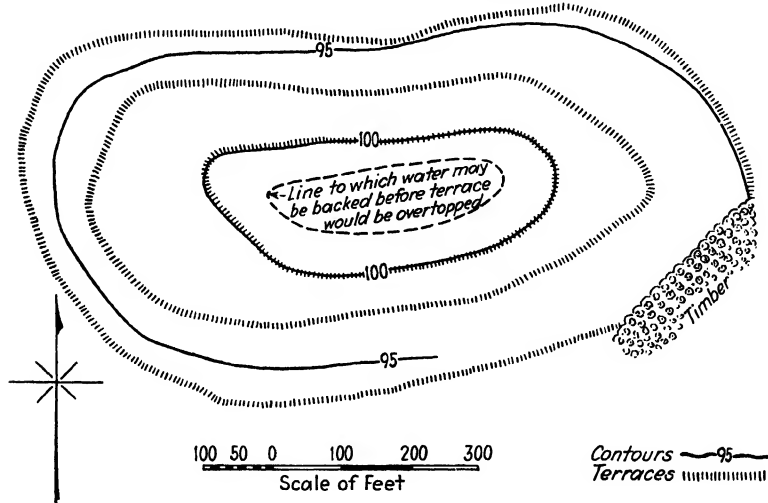 95
100
Line to which water may
be backed before terrace
would be overtopped
100
Timber
95
100 50 0 100 200 300
Scale of Feet
Contours 95
Terraces